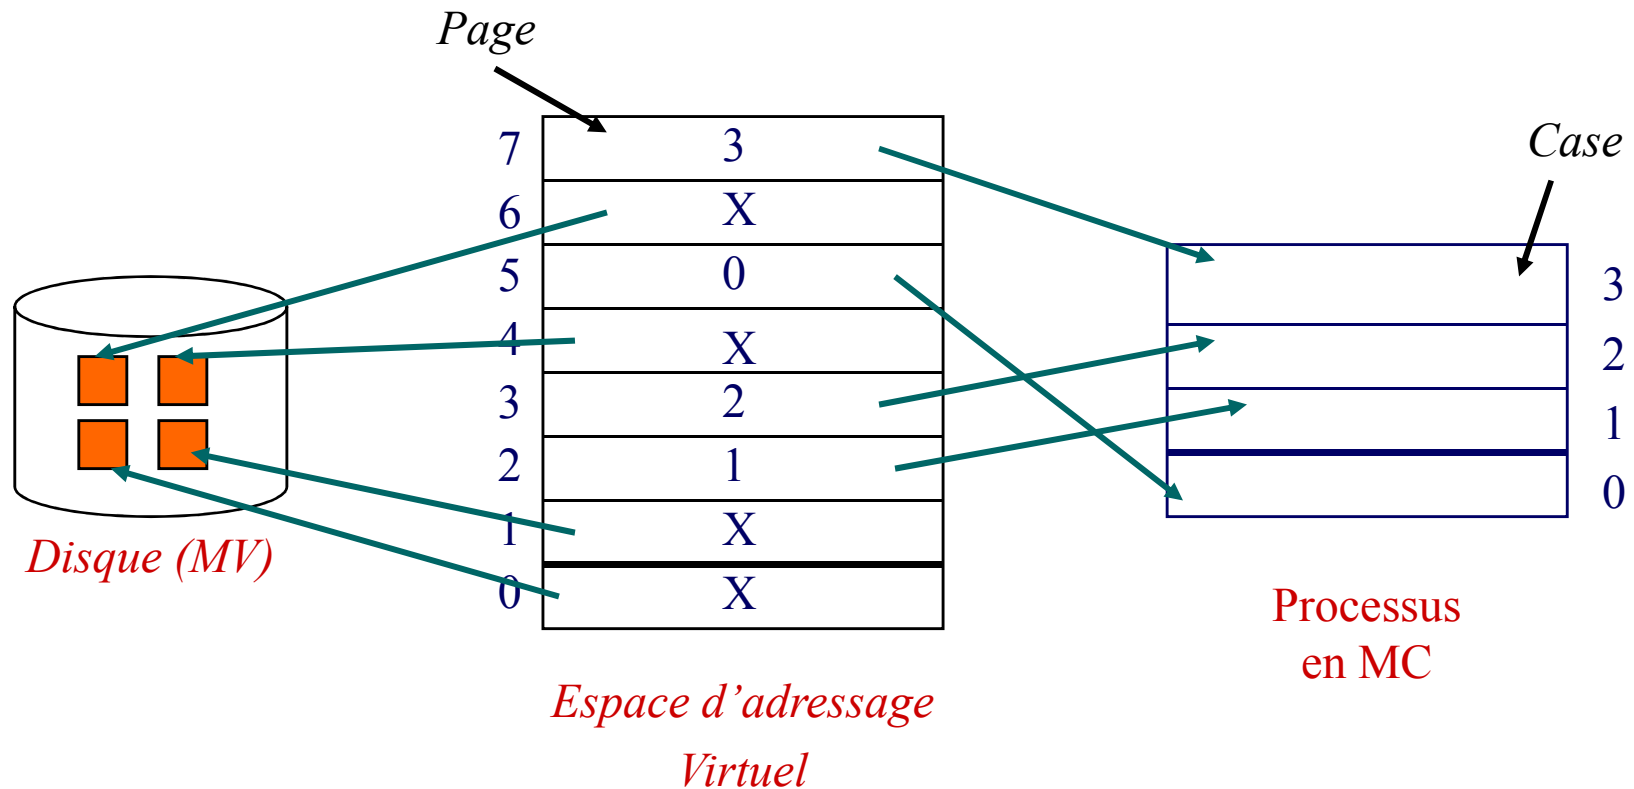 Page
Case
7 3
6 X
5 0
4 X
3 2
2 1
1 X
0 X
3
2
1
0
Disque (MV)
Espace d’adressage
Virtuel
Processus
en MC